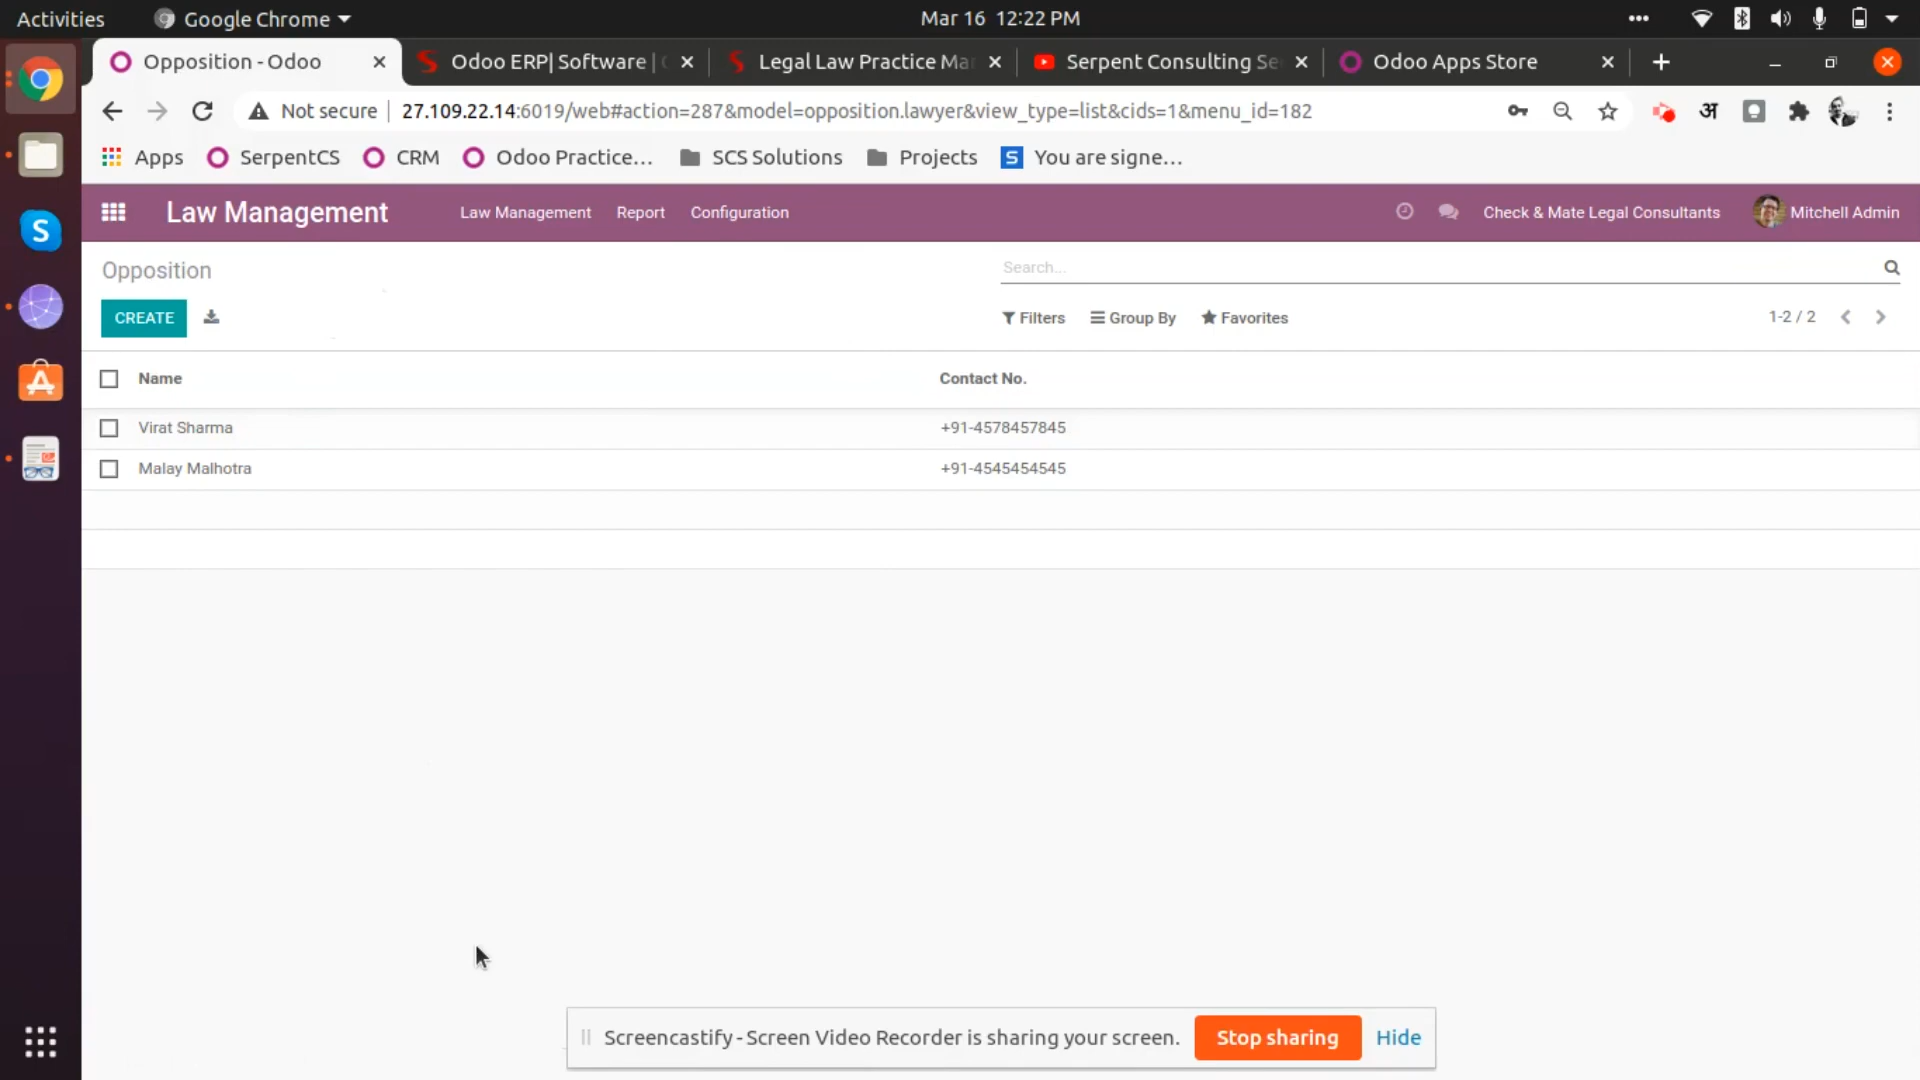 Activities Google Chrome Mar 16 12:22 PM
Opposition - Odoo Odoo ERP| Software | Legal Law Practice Ma Serpent Consulting Se Odoo Apps Store
Not secure 27.109.22.14:6019/web#action=287&model=opposition.lawyer&view_type=list&cids=1&menu_id=182 अ
Apps SerpentCS CRM Odoo Practice... SCS Solutions Projects S You are signe...
Law Management Law Management Report Configuration Check & Mate Legal Consultants Mitchell Admin
Opposition Search...
CREATE Filters Group By Favorites 1-2 / 2
Name Contact No.
Virat Sharma +91-4578457845
Malay Malhotra +91-4545454545
Screencastify - Screen Video Recorder is sharing your screen. Stop sharing Hide